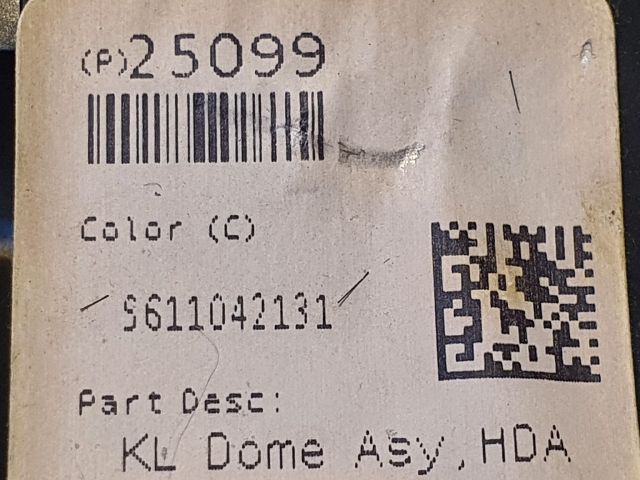 (P)25099
Color (C)
S611042131
Part Desc:
KL Dome Asy, HDA